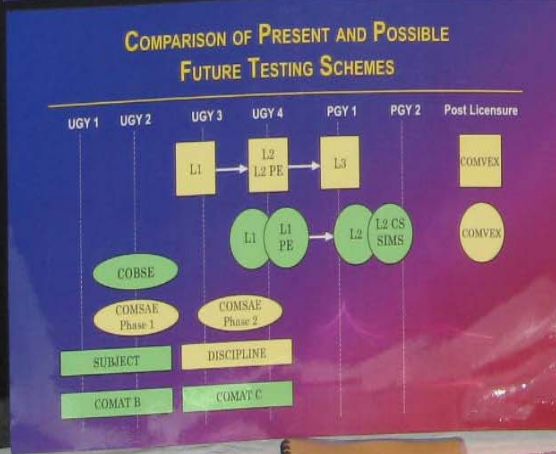 COMPARISON OF PRESENT AND POSSIBLE
FUTURE TESTING SCHEMES
UGY 1 UGY 2 UGY 3 UGY 4 PGY 1 PGY 2 Post Licensure
L1
L2
L2 PE
L3
COMVEX
L1
L1
PE
L2
L2 CS
SIMS
COMVEX
COBSE
COMSAE
Phase 1
COMSAE
Phase 2
SUBJECT
DISCIPLINE
COMAT B
COMAT C